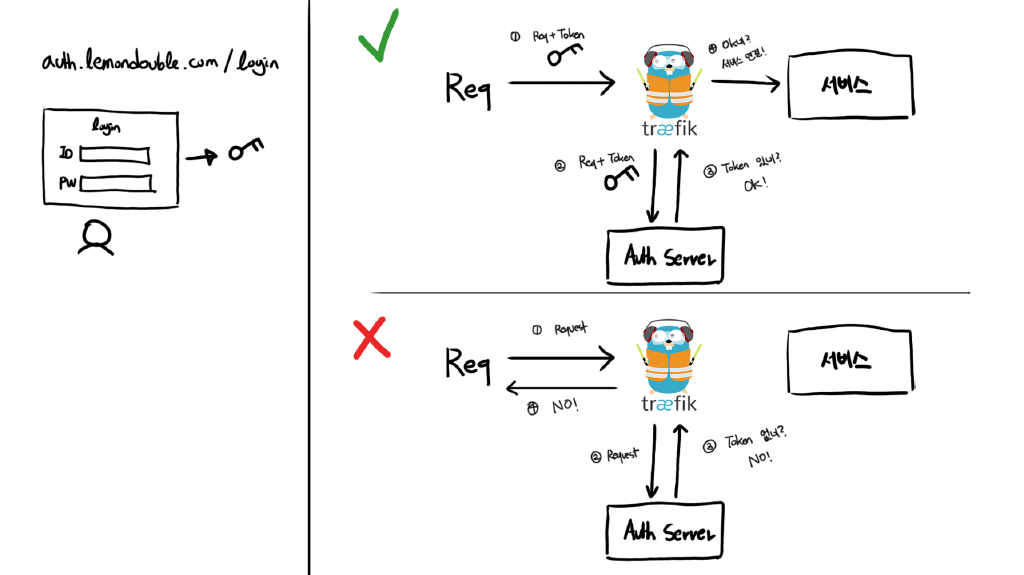 auth.lemondouble.com/login
login
ID
PW
Req
① Req+Token
træfik
④ OK네?
서비스 연결!
서비스
② Req+Token
③ Token 있네?
OK!
Auth Server
Req
① Request
④ NO!
træfik
서비스
② Request
③ Token 없네?
NO!
Auth Server